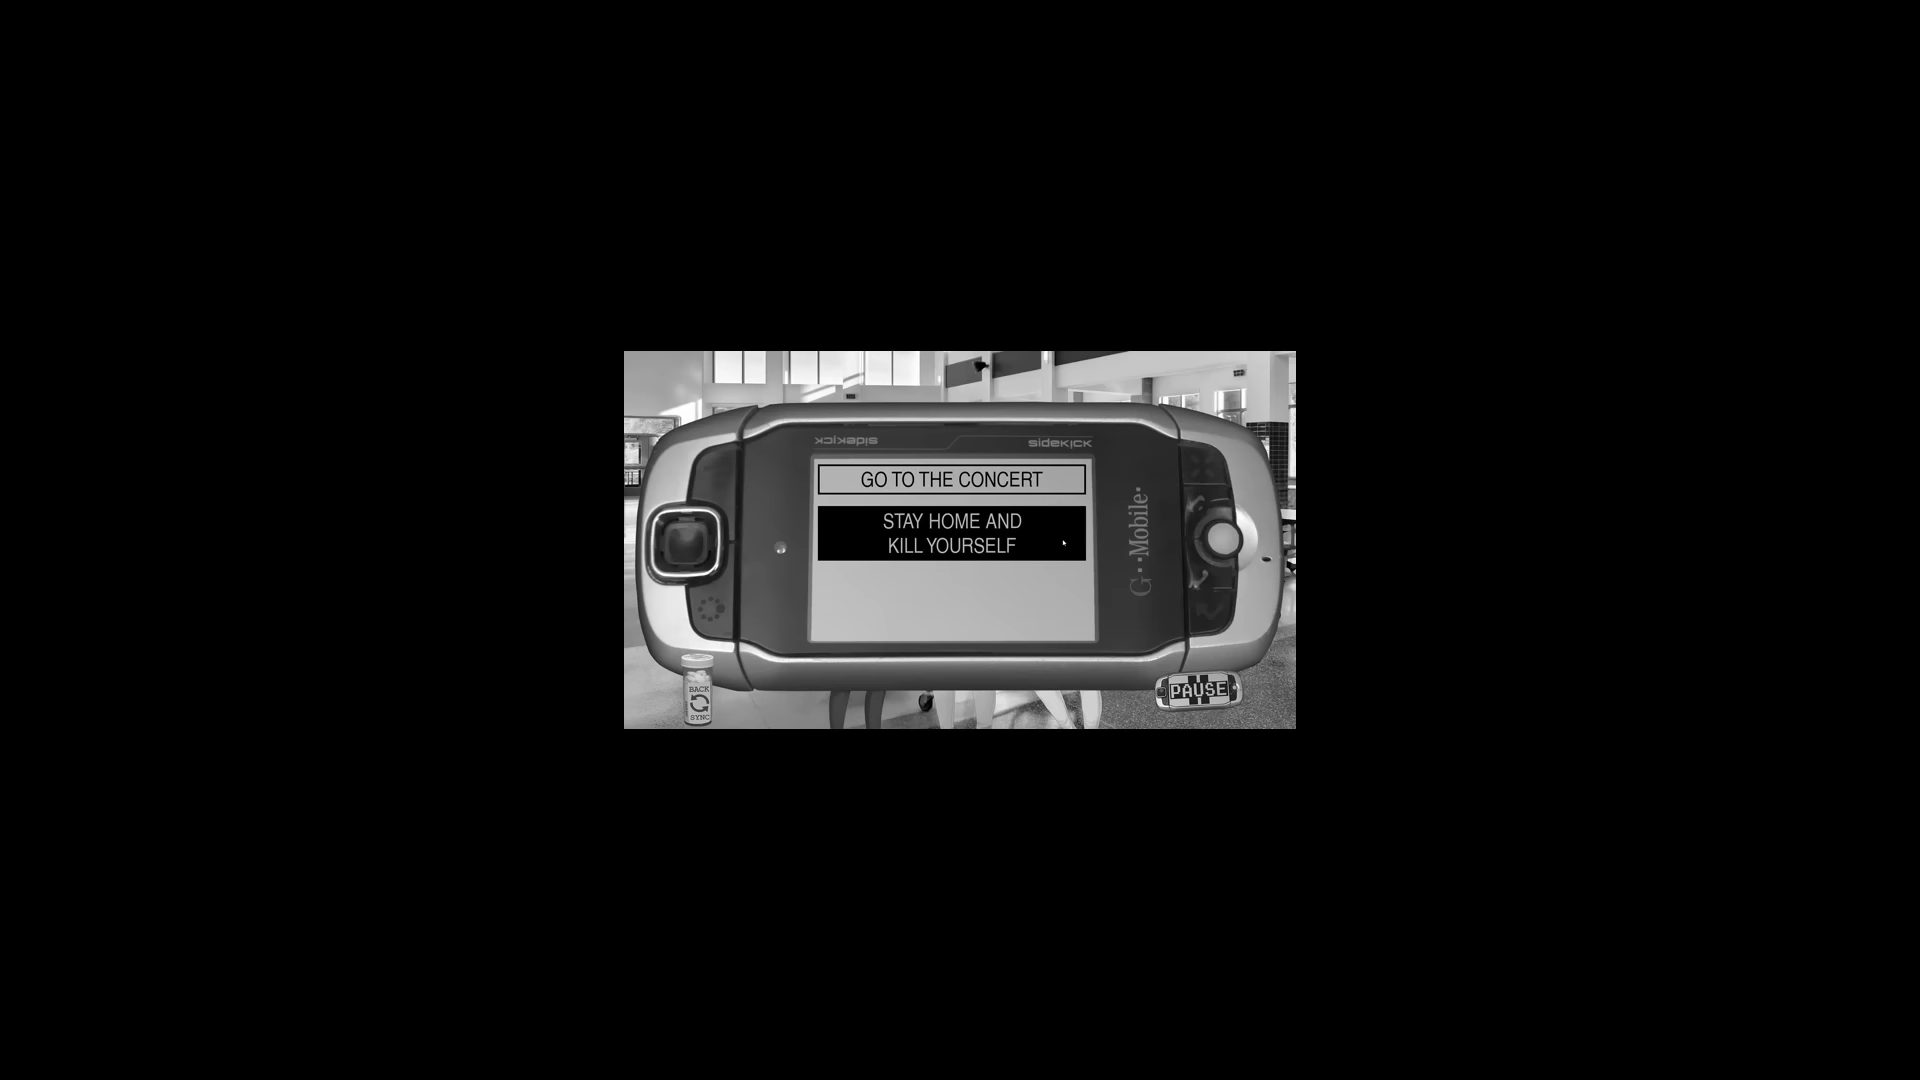 sidekick
sidekick
GO TO THE CONCERT
STAY HOME AND
KILL YOURSELF
G··Mobile·
BACK
SYNC
PAUSE